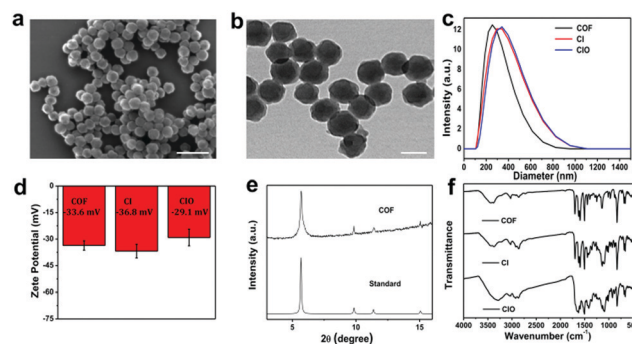 a
b
c
COF
CI
CIO
Intensity (a.u.)
12
10
8
6
4
2
0
0 200 400 600 800 1000 1200 1400
Diameter (nm)
d
Zete Potential (mV)
0
-15
-30
-45
-60
-75
COF
-33.6 mV
CI
-36.8 mV
CIO
-29.1 mV
e
Intensity (a.u.)
COF
Standard
5 10 15
2θ (degree)
f
Transmittance
COF
CI
CIO
4000 3500 3000 2500 2000 1500 1000 500
Wavenumber (cm⁻¹)